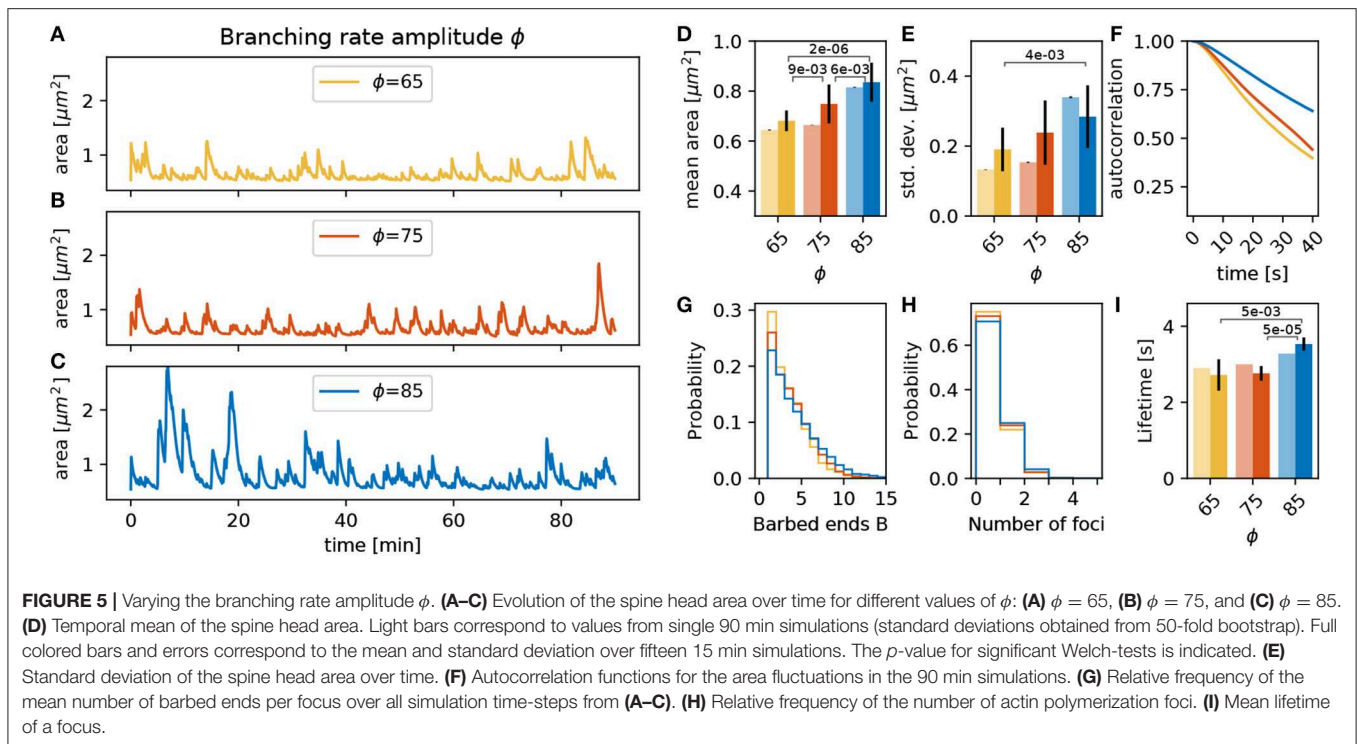 A
Branching rate amplitude ϕ
area [μm²]
2
1
ϕ=65
B
area [μm²]
2
1
ϕ=75
C
area [μm²]
2
1
ϕ=85
0 20 40 60 80
time [min]
D
mean area [μm²]
1.0
0.8
0.6
0.4
2e-06
9e-03 6e-03
65 75 85
ϕ
E
std. dev. [μm²]
0.4
0.2
0.0
4e-03
65 75 85
ϕ
F
autocorrelation
1.00
0.75
0.50
0.25
0 10 20 30 40
time [s]
G
Probability
0.3
0.2
0.1
0.0
0 5 10 15
Barbed ends B
H
Probability
0.6
0.4
0.2
0.0
0 2 4
Number of foci
I
Lifetime [s]
4
2
0
5e-03
5e-05
65 75 85
ϕ
FIGURE 5 | Varying the branching rate amplitude ϕ. (A–C) Evolution of the spine head area over time for different values of ϕ: (A) ϕ = 65, (B) ϕ = 75, and (C) ϕ = 85.
(D) Temporal mean of the spine head area. Light bars correspond to values from single 90 min simulations (standard deviations obtained from 50-fold bootstrap). Full
colored bars and errors correspond to the mean and standard deviation over fifteen 15 min simulations. The p-value for significant Welch-tests is indicated. (E)
Standard deviation of the spine head area over time. (F) Autocorrelation functions for the area fluctuations in the 90 min simulations. (G) Relative frequency of the
mean number of barbed ends per focus over all simulation time-steps from (A–C). (H) Relative frequency of the number of actin polymerization foci. (I) Mean lifetime
of a focus.